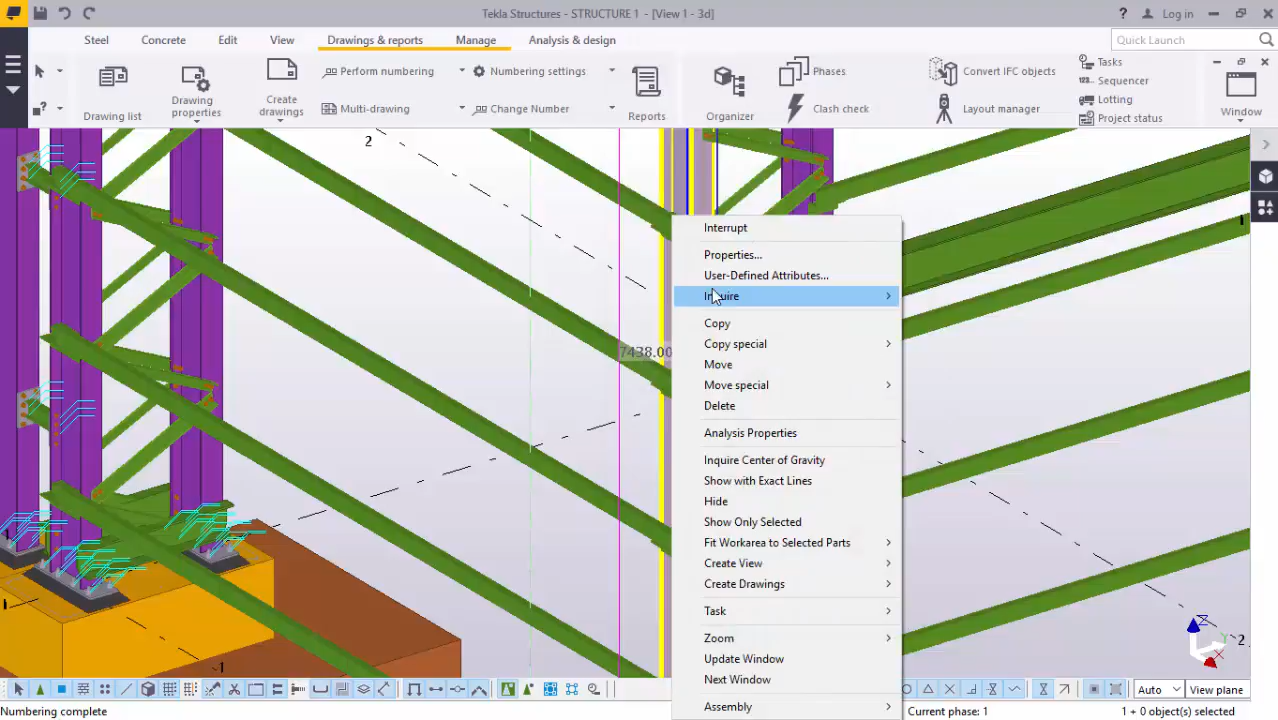 Tekla Structures - STRUCTURE 1 - [View 1 - 3d]
?
Log in
Steel
Concrete
Edit
View
Drawings & reports
Manage
Analysis & design
Quick Launch
Drawing list
Drawing
properties
Create
drawings
Perform numbering
Multi-drawing
Numbering settings
Change Number
Reports
Organizer
Phases
Clash check
Convert IFC objects
Layout manager
Tasks
Sequencer
Lotting
Project status
Window
2
7438.00
1
1
1
2
Z
Y
X
Interrupt
Properties...
User-Defined Attributes...
Inquire
Copy
Copy special
Move
Move special
Delete
Analysis Properties
Inquire Center of Gravity
Show with Exact Lines
Hide
Show Only Selected
Fit Workarea to Selected Parts
Create View
Create Drawings
Task
Zoom
Update Window
Next Window
Assembly
Auto
View plane
Numbering complete
Current phase: 1
1 + 0 object(s) selected